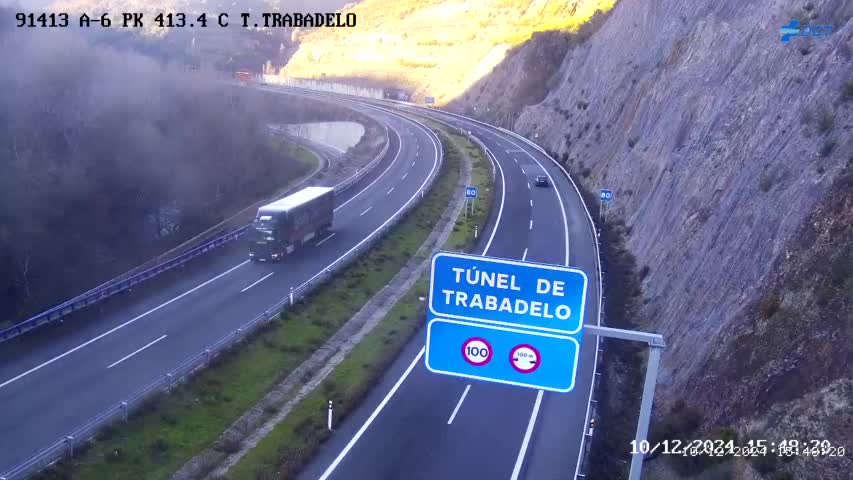 91413 A-6 PK 413.4 C T.TRABADELO
DGT
80
80
TÚNEL DE
TRABADELO
100
100 m
10/12/2024 15:48:20